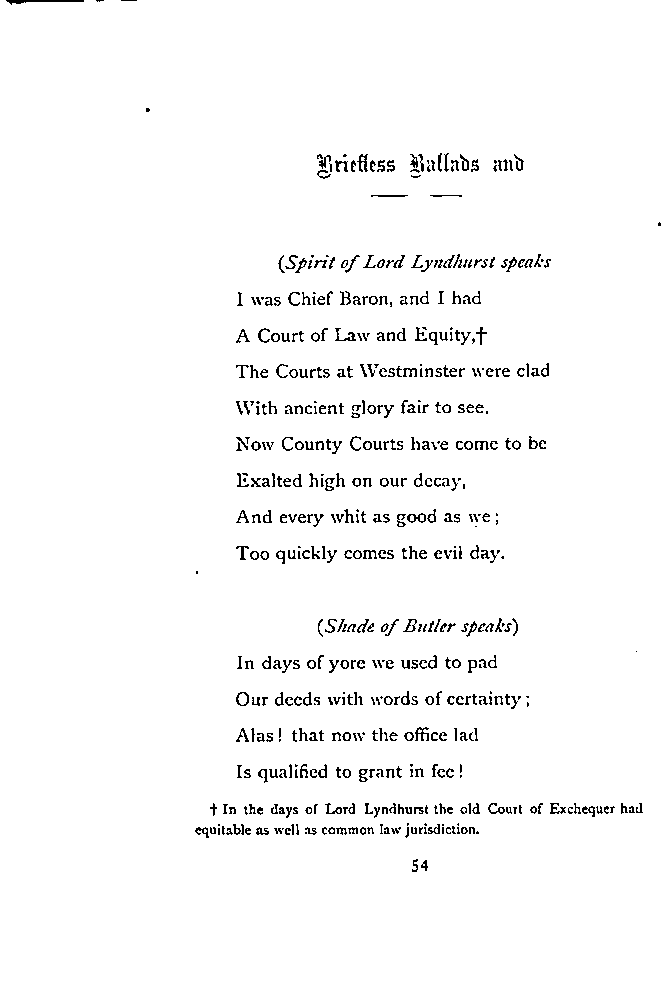 Briefless Ballads and
(Spirit of Lord Lyndhurst speaks
I was Chief Baron, and I had
A Court of Law and Equity,†
The Courts at Westminster were clad
With ancient glory fair to see.
Now County Courts have come to be
Exalted high on our decay,
And every whit as good as we;
Too quickly comes the evil day.
(Shade of Butler speaks)
In days of yore we used to pad
Our deeds with words of certainty;
Alas! that now the office lad
Is qualified to grant in fee!
† In the days of Lord Lyndhurst the old Court of Exchequer had
equitable as well as common law jurisdiction.
54